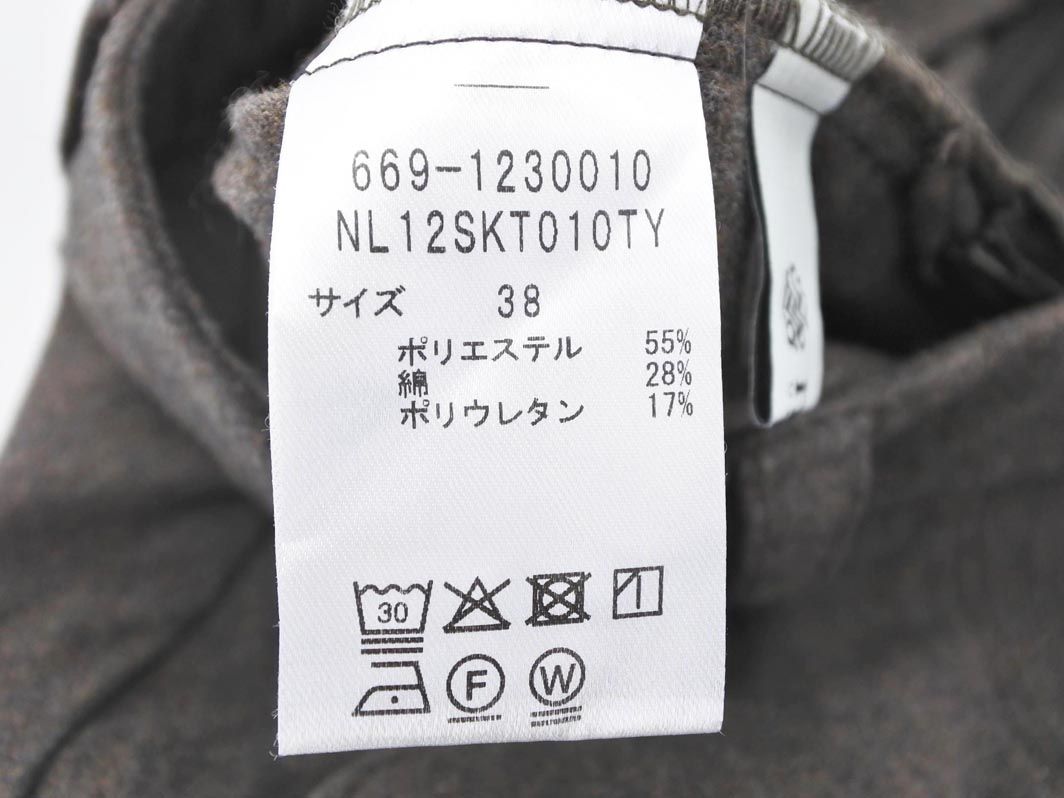 669-1230010
NL12SKT010TY
サイズ 38
ポリエステル 55%
綿 28%
ポリウレタン 17%
30
F W